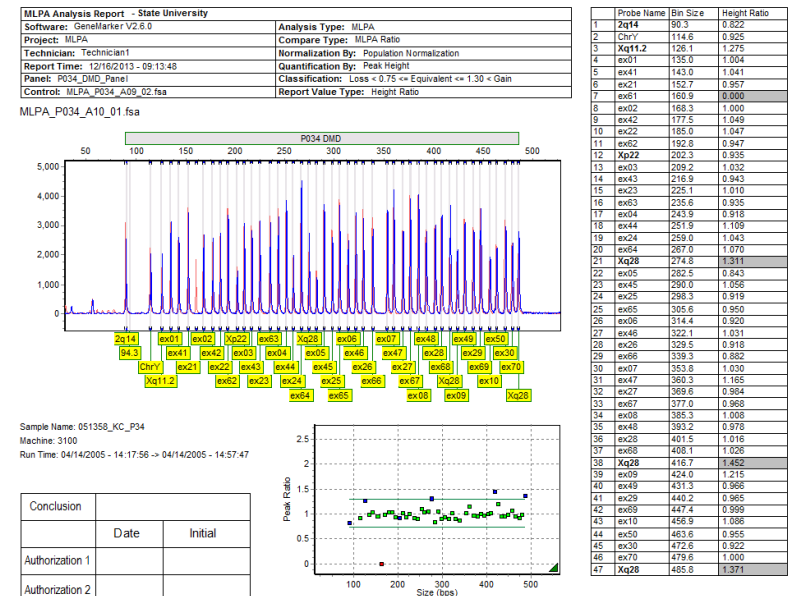 MLPA Analysis Report - State University
Software: GeneMarker V2.6.0 Analysis Type: MLPA
Project: MLPA Compare Type: MLPA Ratio
Technician: Technician1 Normalization By: Population Normalization
Report Time: 12/16/2013 - 09:13:48 Quantification By: Peak Height
Panel: P034_DMD_Panel Classification: Loss < 0.75 <= Equivalent <= 1.30 < Gain
Control: MLPA_P034_A09_02.fsa Report Value Type: Height Ratio
MLPA_P034_A10_01.fsa
P034 DMD
50 100 150 200 250 300 350 400 450 500
5,000
4,000
3,000
2,000
1,000
0
2q14 ex01 ex02 Xp22 ex63 Xq28 ex06 ex07 ex48 ex49 ex50
94.3 ex41 ex42 ex03 ex04 ex05 ex46 ex47 ex28 ex29 ex30
ChrY ex21 ex22 ex43 ex44 ex45 ex26 ex27 ex68 ex69 ex70
Xq11.2 ex62 ex23 ex24 ex25 ex66 ex67 Xq28 ex10
ex64 ex65 ex08 ex09 Xq28
Sample Name: 051358_KC_P34
Machine: 3100
Run Time: 04/14/2005 - 14:17:56 -> 04/14/2005 - 14:57:47
Conclusion
Date Initial
Authorization 1
Authorization 2
Peak Ratio
2.5
2
1.5
1
0.5
0
100 200 300 400 500
Size (bps)
Probe Name Bin Size Height Ratio
1 2q14 90.3 0.822
2 ChrY 114.6 0.925
3 Xq11.2 126.1 1.275
4 ex01 135.0 1.004
5 ex41 143.0 1.041
6 ex21 152.7 0.957
7 ex61 160.9 0.000
8 ex02 168.3 1.000
9 ex42 177.5 1.049
10 ex22 185.0 1.047
11 ex62 192.8 0.947
12 Xp22 202.3 0.935
13 ex03 209.2 1.032
14 ex43 216.9 0.943
15 ex23 225.1 1.010
16 ex63 235.6 0.935
17 ex04 243.9 0.918
18 ex44 251.9 1.109
19 ex24 259.0 1.043
20 ex64 267.0 1.070
21 Xq28 274.8 1.311
22 ex05 282.5 0.843
23 ex45 290.0 1.056
24 ex25 298.3 0.919
25 ex65 305.6 0.950
26 ex06 314.4 0.920
27 ex46 322.1 1.031
28 ex26 329.5 0.918
29 ex66 339.3 0.882
30 ex07 353.8 1.030
31 ex47 360.3 1.165
32 ex27 369.6 0.984
33 ex67 377.0 0.968
34 ex08 385.3 1.008
35 ex48 393.2 0.978
36 ex28 401.5 1.016
37 ex68 408.1 1.026
38 Xq28 416.7 1.452
39 ex09 424.0 1.215
40 ex49 431.3 0.966
41 ex29 440.2 0.965
42 ex69 447.4 0.999
43 ex10 456.9 1.086
44 ex50 463.6 0.955
45 ex30 472.6 0.922
46 ex70 479.6 1.000
47 Xq28 485.8 1.371